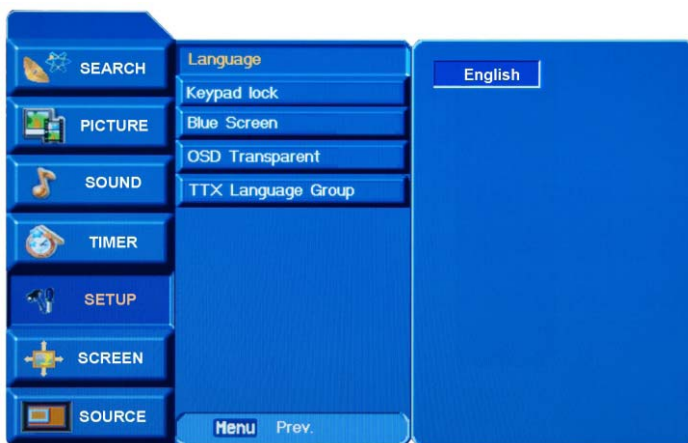 SEARCH
PICTURE
SOUND
TIMER
SETUP
SCREEN
SOURCE
Language
Keypad lock
Blue Screen
OSD Transparent
TTX Language Group
Menu Prev.
English